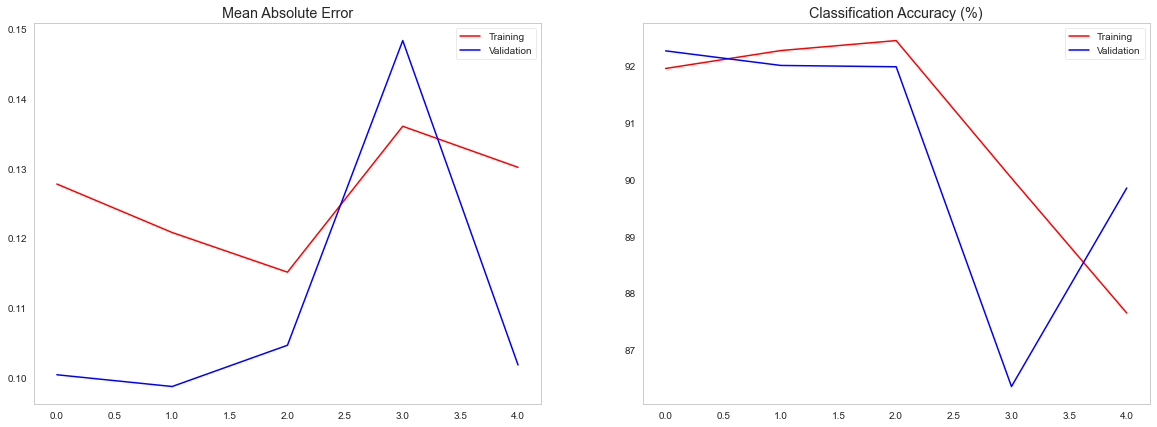 Mean Absolute Error
0.15
0.14
0.13
0.12
0.11
0.10
0.0 0.5 1.0 1.5 2.0 2.5 3.0 3.5 4.0
Training
Validation
Classification Accuracy (%)
92
91
90
89
88
87
0.0 0.5 1.0 1.5 2.0 2.5 3.0 3.5 4.0
Training
Validation